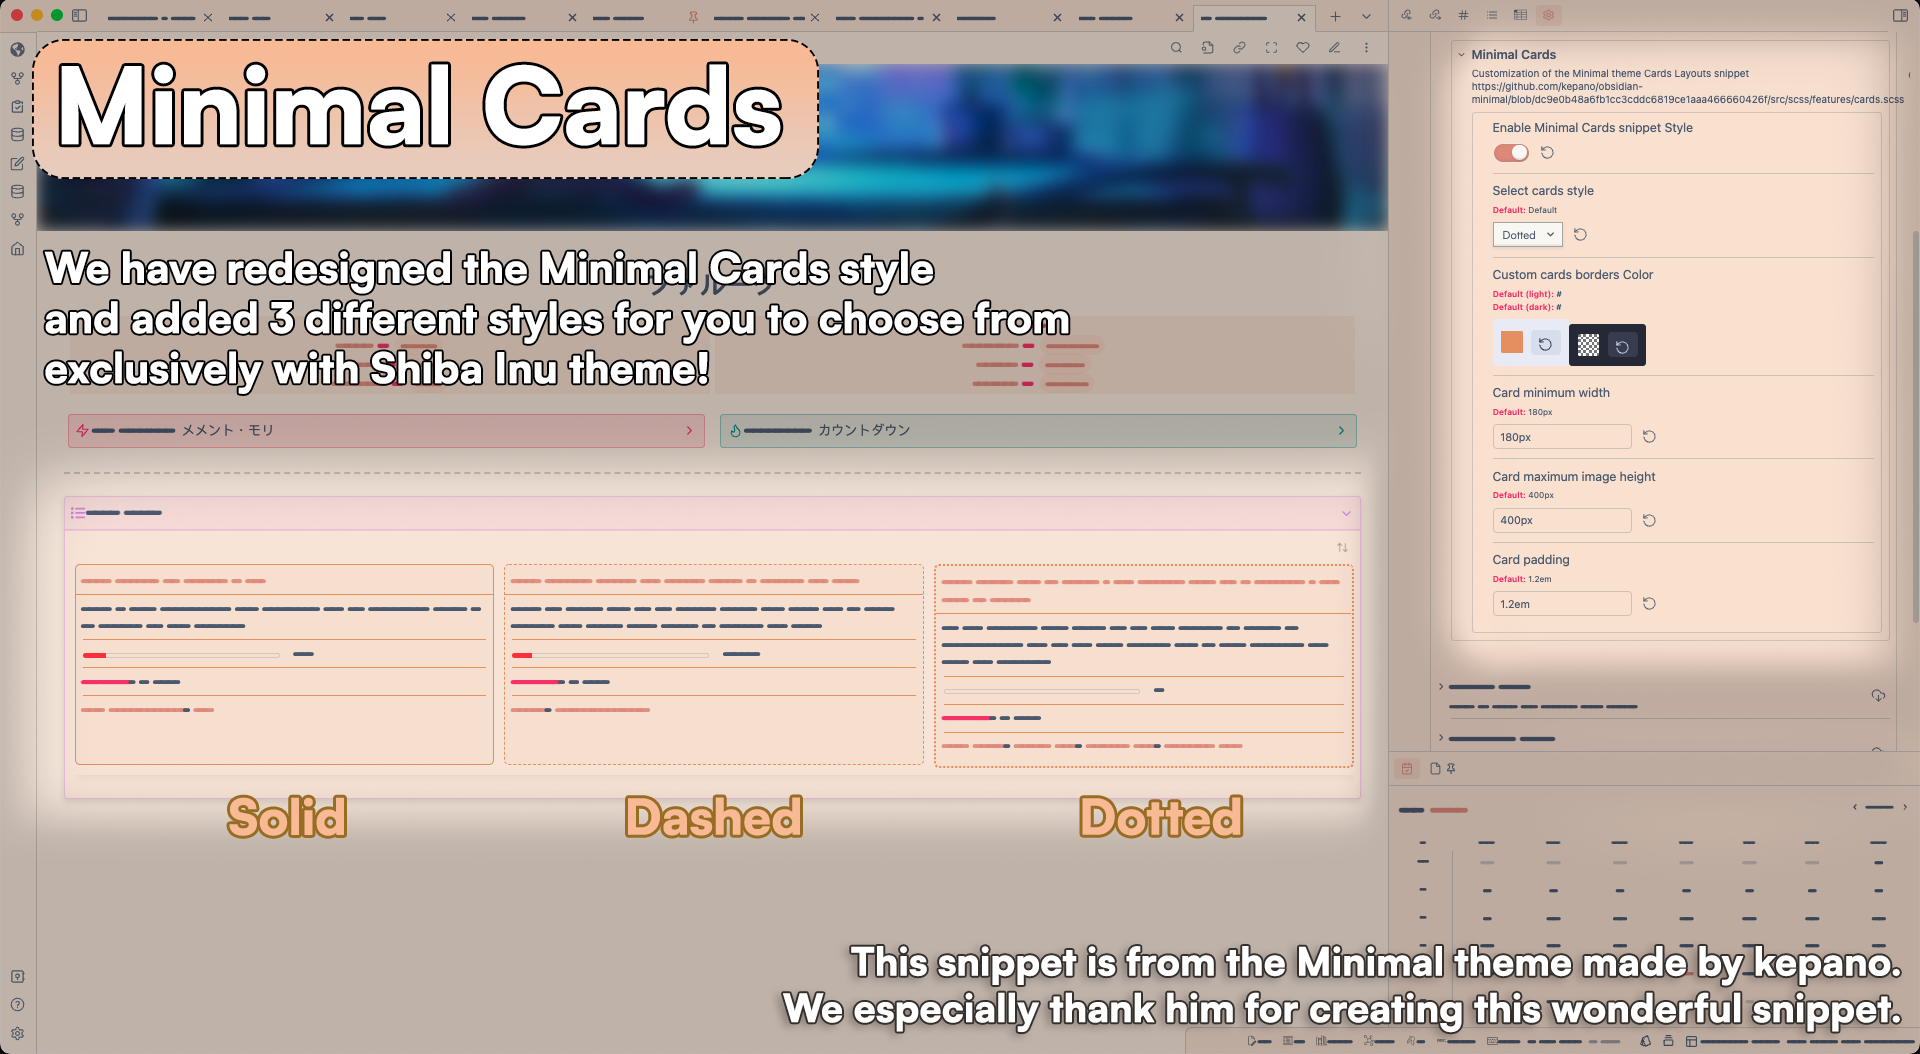 Minimal Cards
We have redesigned the Minimal Cards style
and added 3 different styles for you to choose from
exclusively with Shiba Inu theme!
メメント・モリ
カウントダウン
Solid
Dashed
Dotted
This snippet is from the Minimal theme made by kepano.
We especially thank him for creating this wonderful snippet.
Minimal Cards
Customization of the Minimal theme Cards Layouts snippet
https://github.com/kepano/obsidian-
minimal/blob/dc9e0b48a6fb1cc3cddc6819ce1aaa466660426f/src/scss/features/cards.scss
Enable Minimal Cards snippet Style
Select cards style
Default: Default
Dotted
Custom cards borders Color
Default (light): #
Default (dark): #
Card minimum width
Default: 180px
180px
Card maximum image height
Default: 400px
400px
Card padding
Default: 1.2em
1.2em